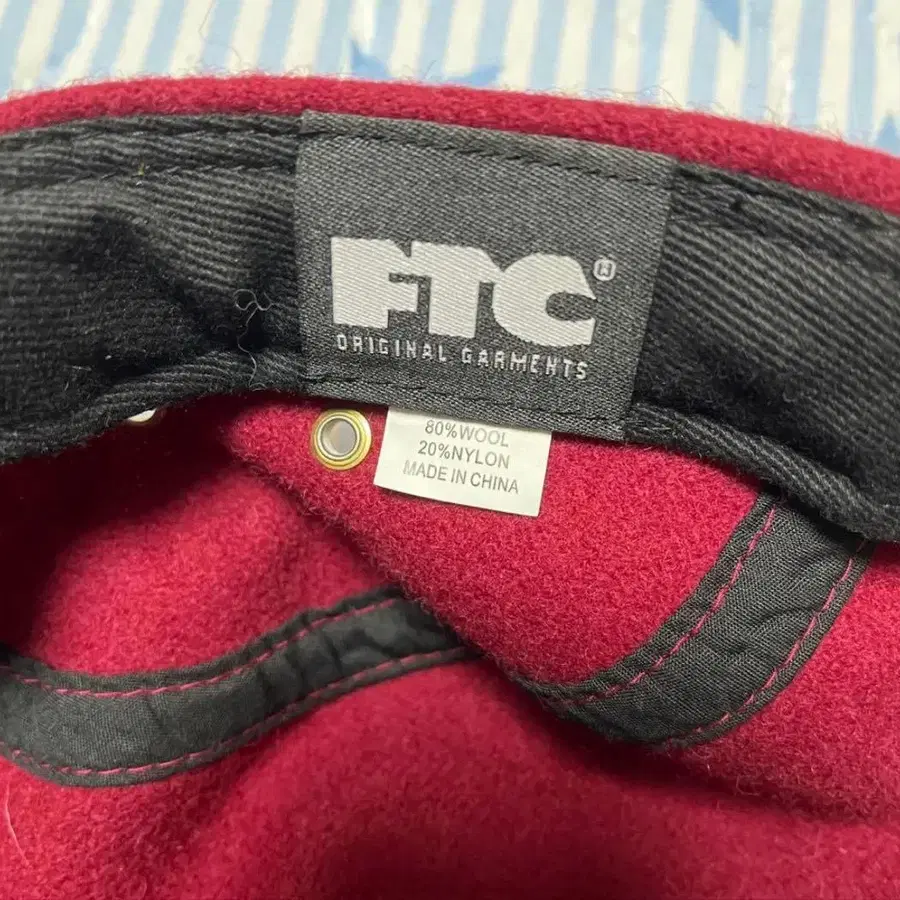 FTC®
ORIGINAL GARMENTS
80%WOOL
20%NYLON
MADE IN CHINA